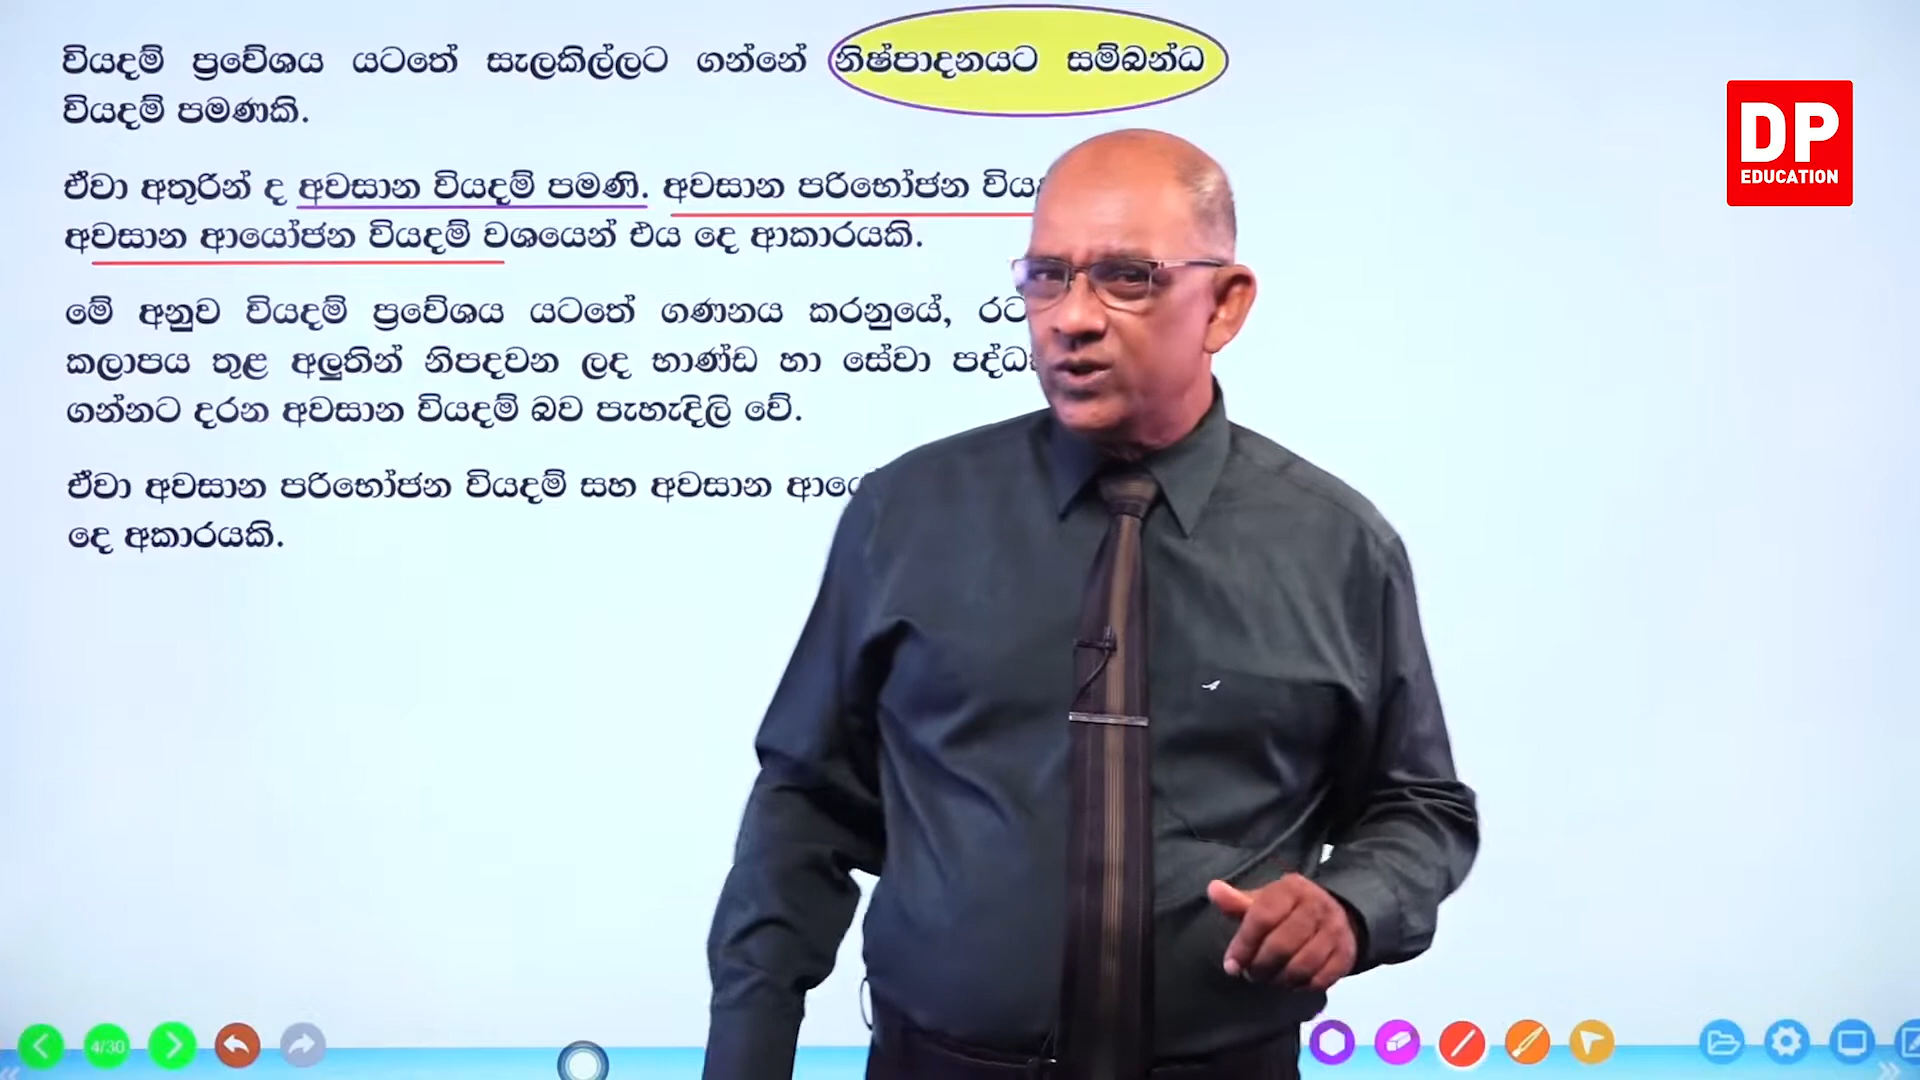 වියදම් ප්‍රවේශය යටතේ සැලකිල්ලට ගන්නේ නිෂ්පාදනයට සම්බන්ධ
වියදම් පමණකි.
ඒවා අතුරින් ද අවසාන වියදම් පමණි. අවසාන පරිභෝජන
අවසාන ආයෝජන වියදම් වශයෙන් එය දෙ ආකාරයකි.
මේ අනුව වියදම් ප්‍රවේශය යටතේ ගණනය කරනුයේ,
කලාපය තුළ අලුතින් නිපදවන ලද භාණ්ඩ හා සේවා
ගන්නට දරන අවසාන වියදම් බව පැහැදිලි වේ.
ඒවා අවසාන පරිභෝජන වියදම් සහ අවසාන
දෙ අකාරයකි.
DP
EDUCATION
4/30